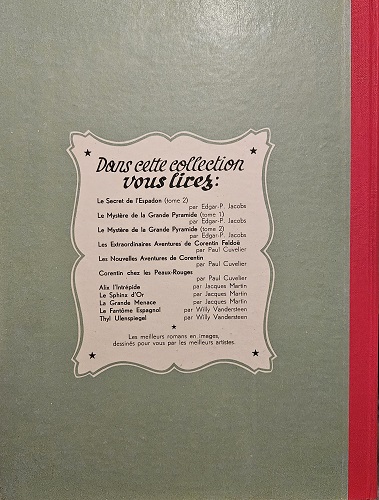 Dans cette collection
vous lirez:
Le Secret de l'Espadon (tome 2)
par Edgar-P. Jacobs
Le Mystère de la Grande Pyramide (tome 1)
par Edgar-P. Jacobs
Le Mystère de la Grande Pyramide (tome 2)
par Edgar-P. Jacobs
Les Extraordinaires Aventures de Corentin Feldoë
par Paul Cuvelier
Les Nouvelles Aventures de Corentin
par Paul Cuvelier
Corentin chez les Peaux-Rouges
par Paul Cuvelier
Alix l'Intrépide par Jacques Martin
Le Sphinx d'Or par Jacques Martin
La Grande Menace par Jacques Martin
Le Fantôme Espagnol par Willy Vandersteen
Thyl Ulenspiegel par Willy Vandersteen
Les meilleurs romans en images,
dessinés pour vous par les meilleurs artistes.